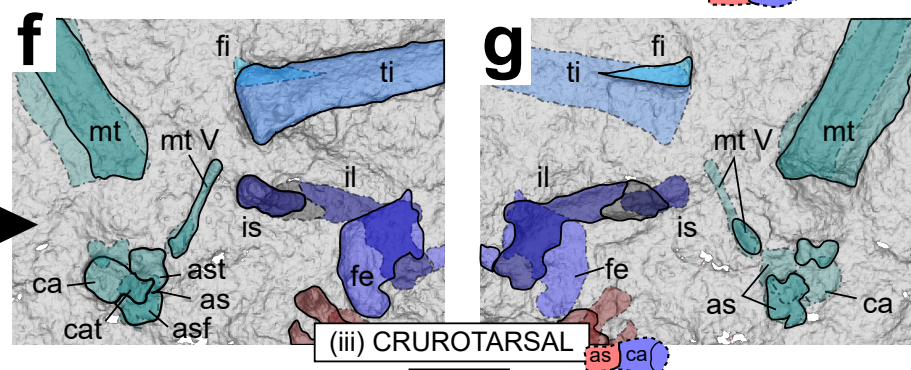 f
fi
ti
mt
mt V
il
is
fe
ca
ast
as
cat
asf
g
ti
fi
mt V
mt
il
is
fe
as
ca
(iii) CRUROTARSAL
as ca